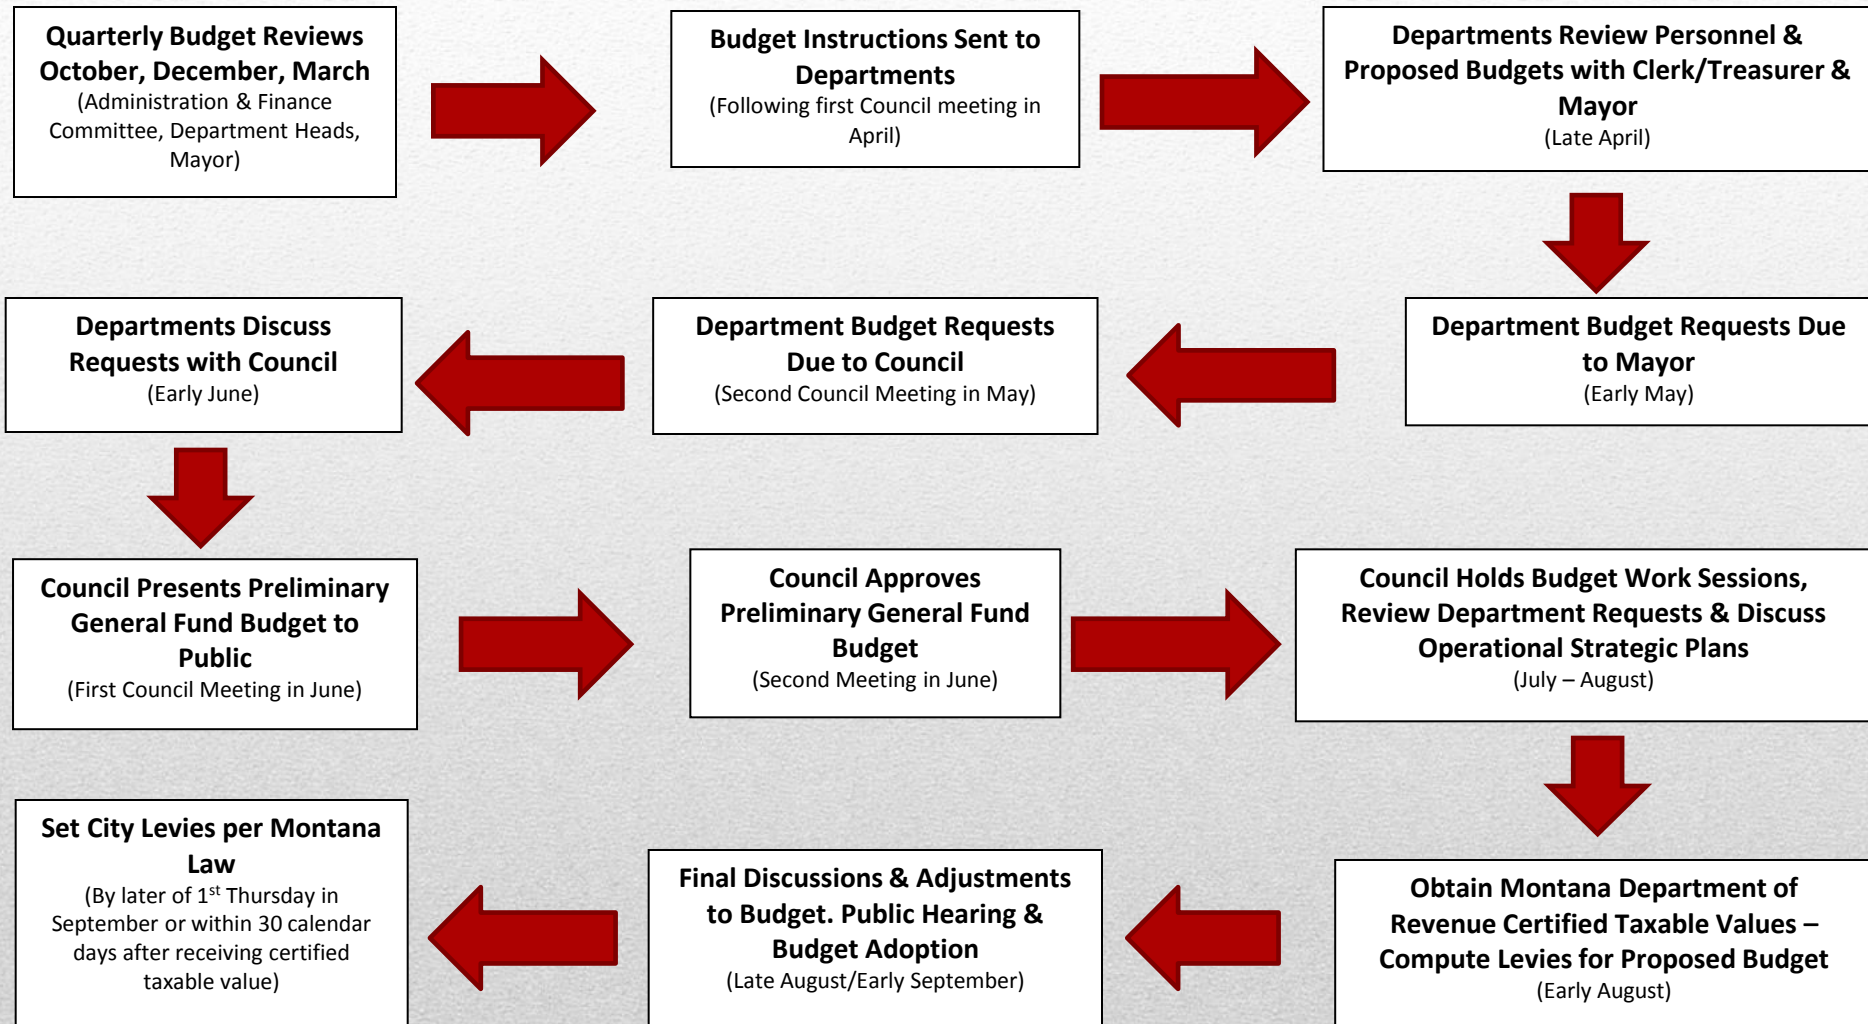 Quarterly Budget Reviews
October, December, March
(Administration & Finance
Committee, Department Heads,
Mayor)
Budget Instructions Sent to
Departments
(Following first Council meeting in
April)
Departments Review Personnel &
Proposed Budgets with Clerk/Treasurer &
Mayor
(Late April)
Department Budget Requests Due
to Mayor
(Early May)
Department Budget Requests
Due to Council
(Second Council Meeting in May)
Departments Discuss
Requests with Council
(Early June)
Council Presents Preliminary
General Fund Budget to
Public
(First Council Meeting in June)
Council Approves
Preliminary General Fund
Budget
(Second Meeting in June)
Council Holds Budget Work Sessions,
Review Department Requests & Discuss
Operational Strategic Plans
(July – August)
Obtain Montana Department of
Revenue Certified Taxable Values –
Compute Levies for Proposed Budget
(Early August)
Final Discussions & Adjustments
to Budget. Public Hearing &
Budget Adoption
(Late August/Early September)
Set City Levies per Montana
Law
(By later of 1st Thursday in
September or within 30 calendar
days after receiving certified
taxable value)